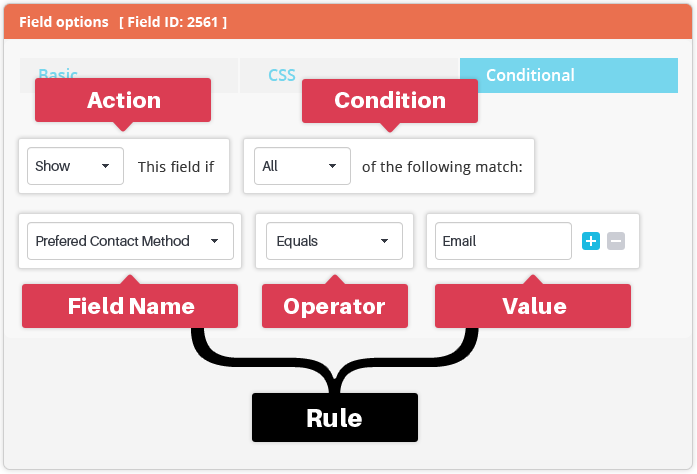 Field options [ Field ID: 2561 ]
Basic CSS Conditional
Action Condition
Show This field if All of the following match:
Prefered Contact Method Equals Email + −
Field Name Operator Value
Rule